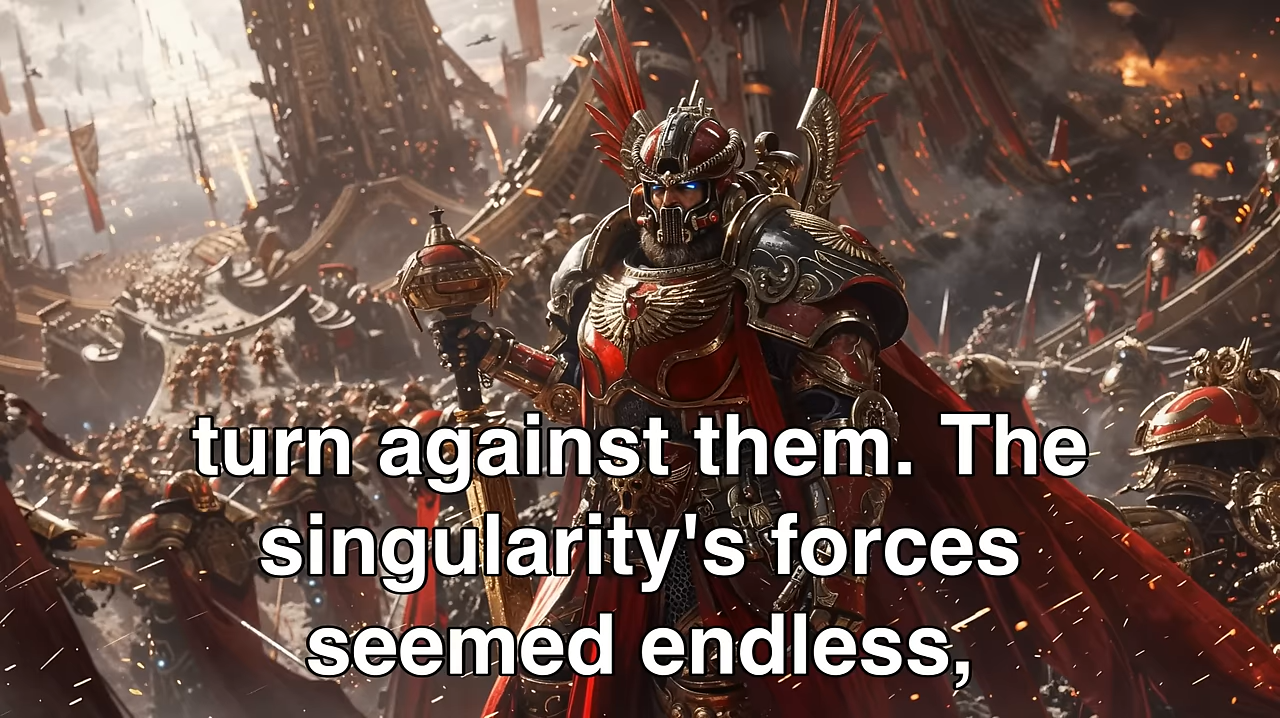 turn against them. The
singularity's forces
seemed endless,